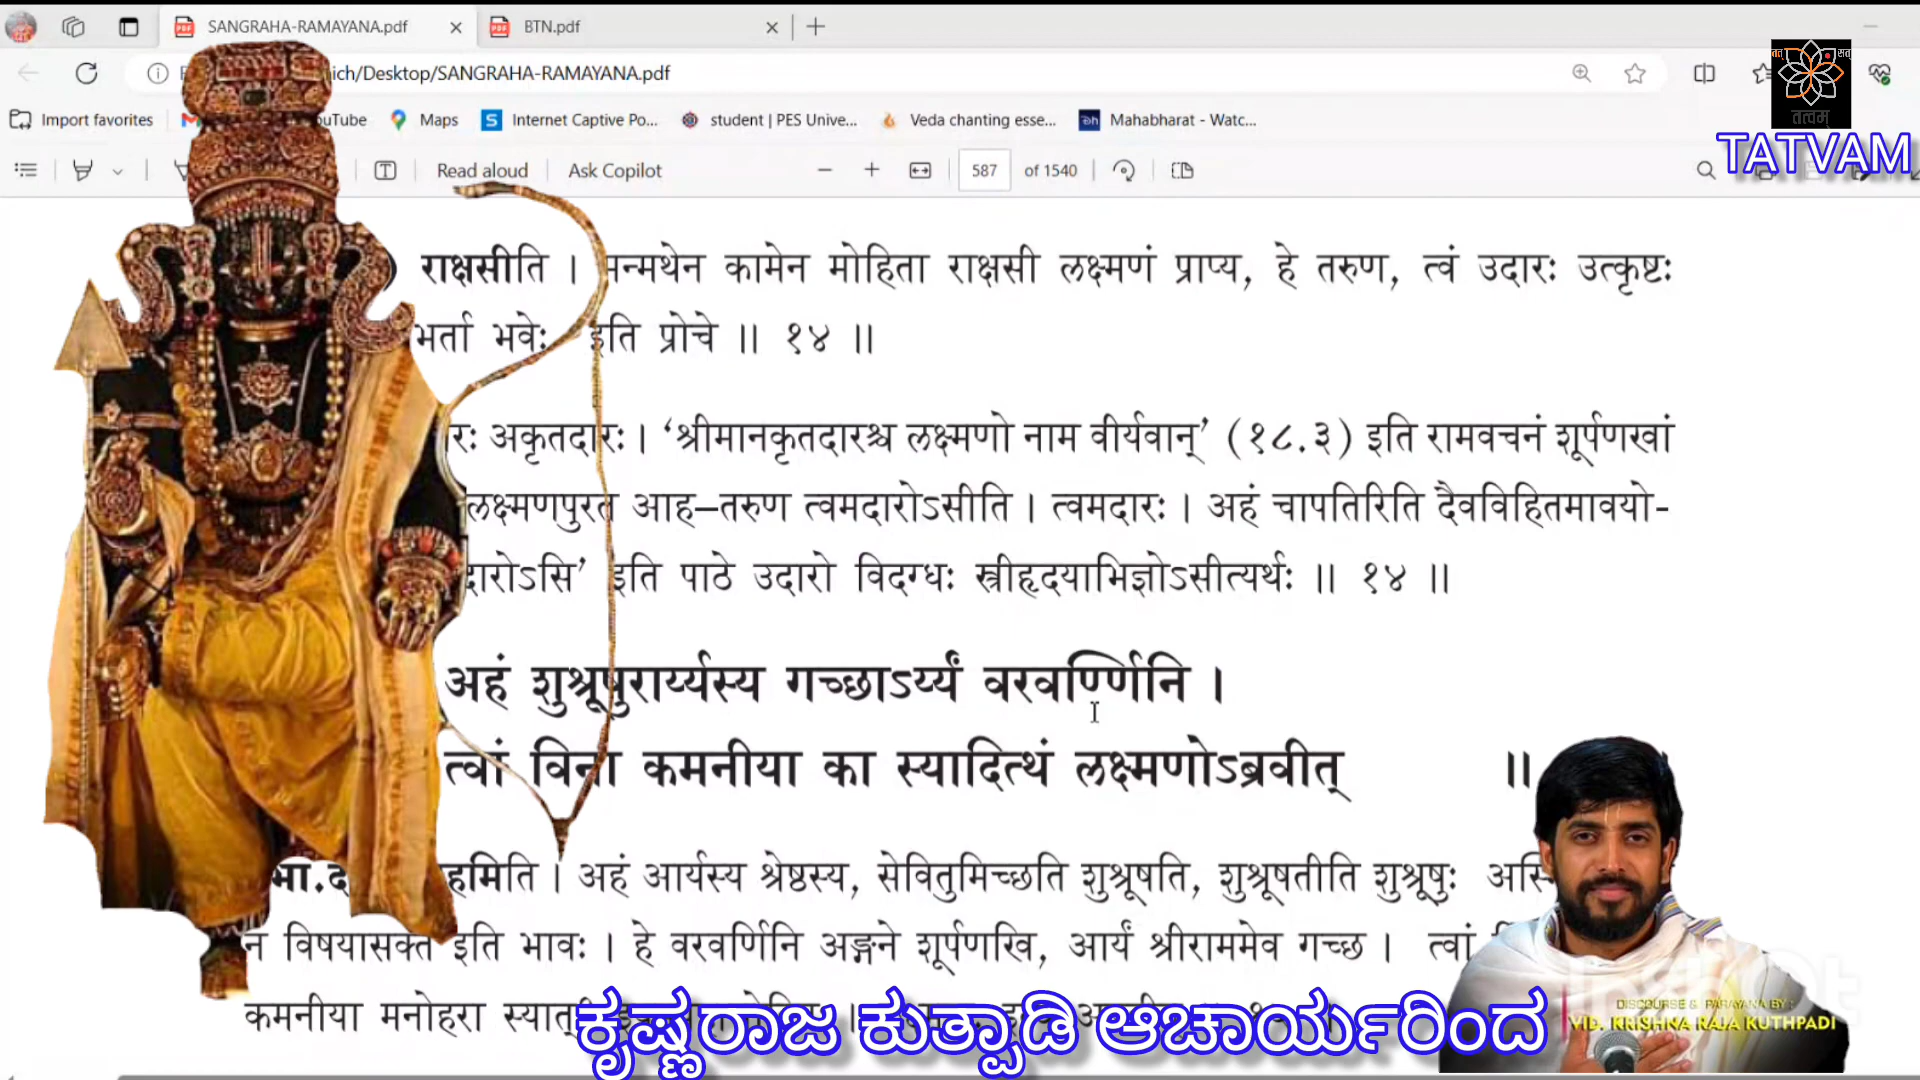 SANGRAHA-RAMAYANA.pdf
BTN.pdf
ich/Desktop/SANGRAHA-RAMAYANA.pdf
Import favorites
uTube
Maps
Internet Captive Po...
student | PES Unive...
Veda chanting esse...
Mahabharat - Watc...
तत्वम्
TATVAM
Read aloud
Ask Copilot
587 of 1540
राक्षसीति । मन्मथेन कामेन मोहिता राक्षसी लक्ष्मणं प्राप्य, हे तरुण, त्वं उदारः उत्कृष्टः
भर्ता भवेः इति प्रोचे ॥ १४ ॥
रः अकृतदारः । ‘श्रीमानकृतदारश्च लक्ष्मणो नाम वीर्यवान्’ (१८.३) इति रामवचनं शूर्पणखां
लक्ष्मणपुरत आह–तरुण त्वमदारोऽसीति । त्वमदारः । अहं चापतिरिति दैवविहितमावयो-
दारोऽसि’ इति पाठे उदारो विदग्धः स्त्रीहृदयाभिज्ञोऽसीत्यर्थः ॥ १४ ॥
अहं शुश्रूषुरार्य्यस्य गच्छाऽर्य्यं वरवर्ण्णिनि ।
त्वां विना कमनीया का स्यादित्थं लक्ष्मणोऽब्रवीत् ॥
भा.द हमिति । अहं आर्यस्य श्रेष्ठस्य, सेवितुमिच्छति शुश्रूषति, शुश्रूषतीति शुश्रूषुः
न विषयासक्त इति भावः । हे वरवर्णिनि अङ्गने शूर्पणखि, आर्यं श्रीराममेव गच्छ । त्वां
कमनीया मनोहरा स्यात्
ಕೃಷ್ಣರಾಜ ಕುತ್ಪಾಡಿ ಆಚಾರ್ಯರಿಂದ
DISCOURSE & PARAYANA BY :
VID. KRISHNA RAJA KUTHPADI